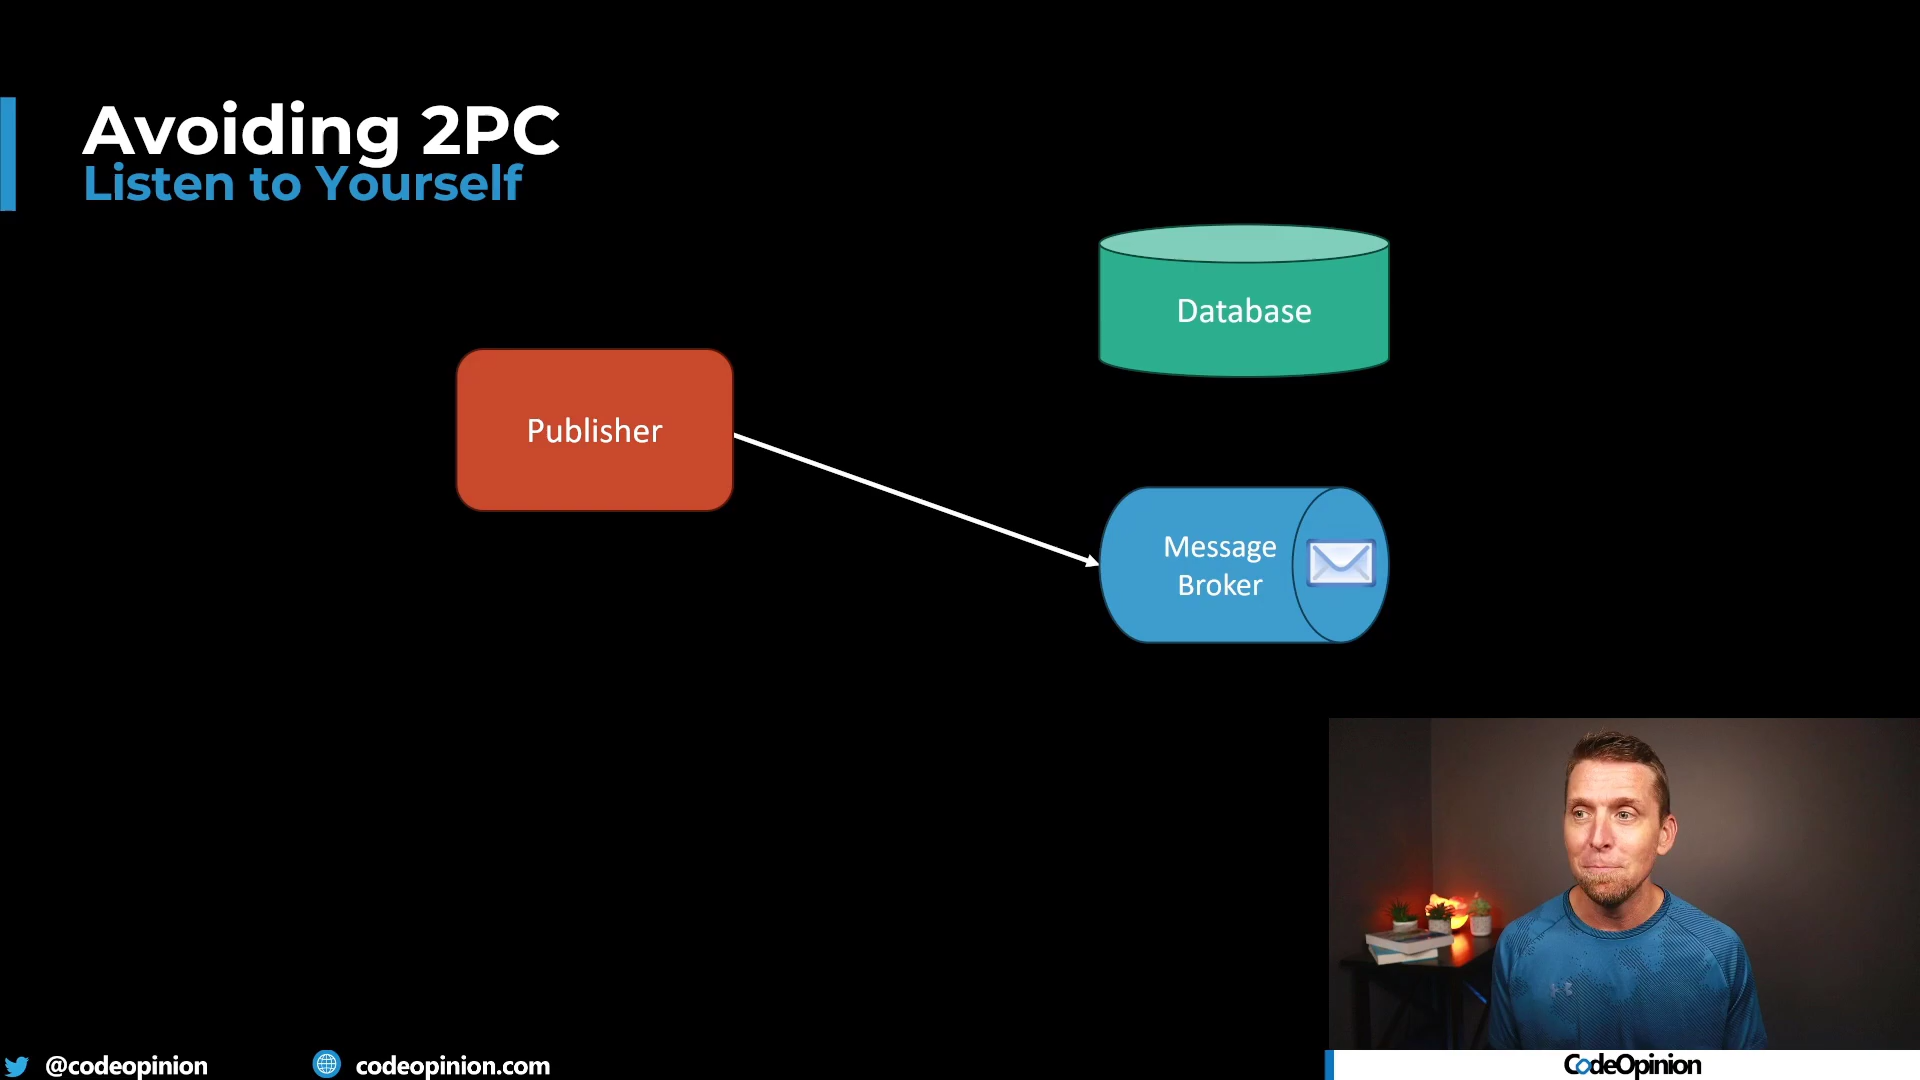 Avoiding 2PC
Listen to Yourself
Database
Publisher
Message
Broker
@codeopinion
codeopinion.com
CodeOpinion